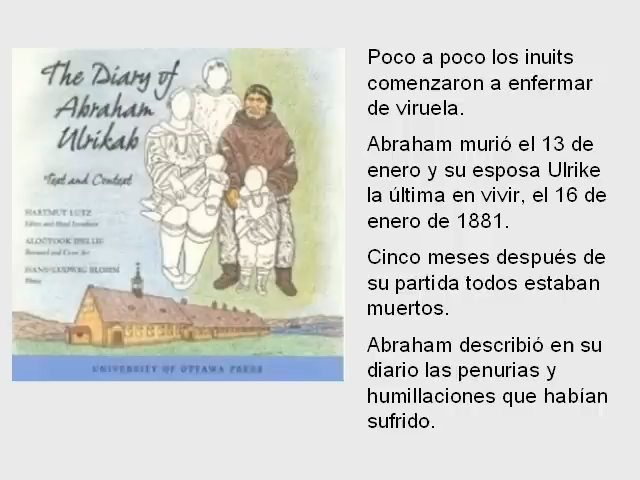 The Diary of
Abraham
Ulrikab
Text and Context
HARTMUT LUTZ
ALOOTOOK IPELLIE
HANS-LUDWIG BLOHM
UNIVERSITY OF OTTAWA PRESS
Poco a poco los inuits
comenzaron a enfermar
de viruela.
Abraham murió el 13 de
enero y su esposa Ulrike
la última en vivir, el 16 de
enero de 1881.
Cinco meses después de
su partida todos estaban
muertos.
Abraham describió en su
diario las penurias y
humillaciones que habían
sufrido.